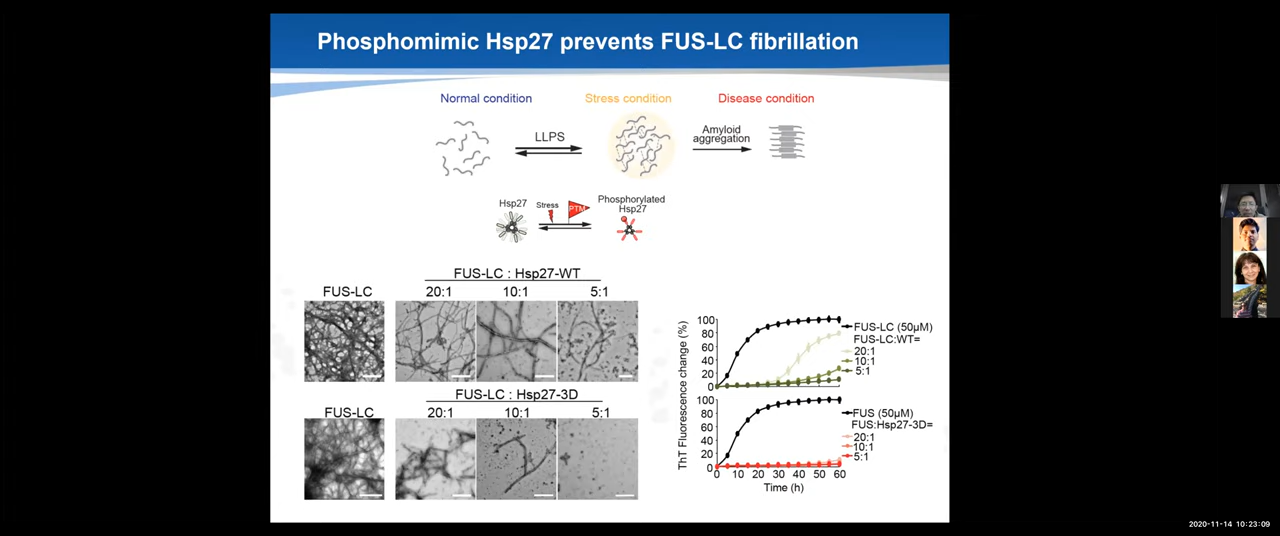 Phosphomimic Hsp27 prevents FUS-LC fibrillation
Normal condition
Stress condition
Disease condition
LLPS
Amyloid
aggregation
Hsp27
Stress
PTM
Phosphorylated
Hsp27
FUS-LC : Hsp27-WT
FUS-LC
20:1
10:1
5:1
FUS-LC : Hsp27-3D
FUS-LC
20:1
10:1
5:1
ThT Fluorescence change (%)
100
80
60
40
20
0
FUS-LC (50μM)
FUS-LC:WT=
20:1
10:1
5:1
100
80
60
40
20
0
FUS (50μM)
FUS:Hsp27-3D=
20:1
10:1
5:1
0 10 20 30 40 50 60
Time (h)
2020-11-14 10:23:09